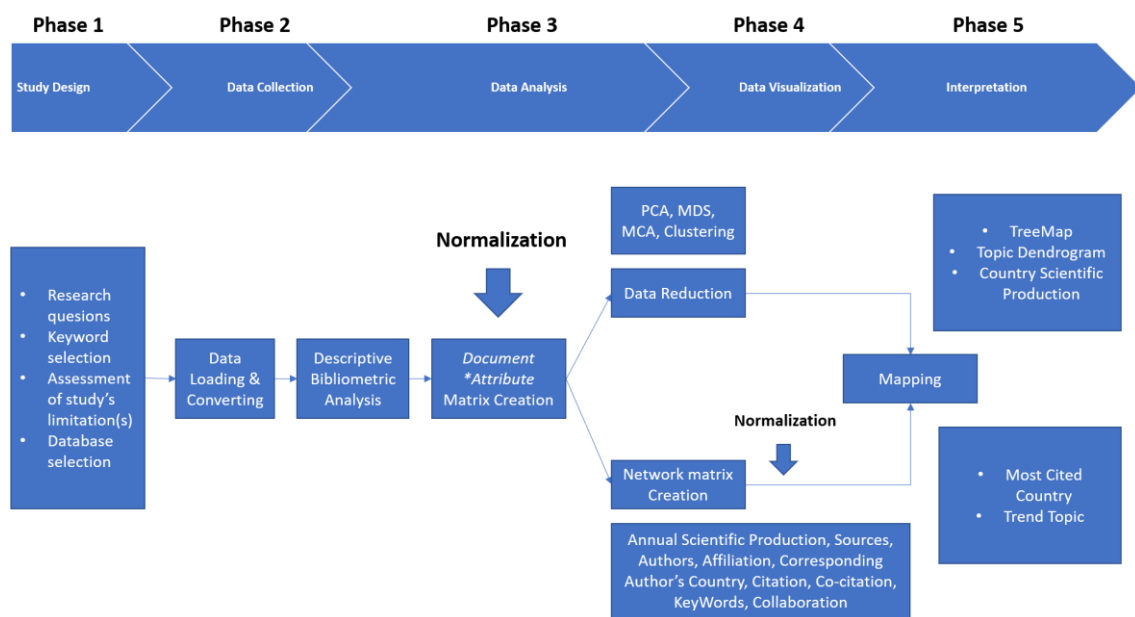 Phase 1
Phase 2
Phase 3
Phase 4
Phase 5
Study Design
Data Collection
Data Analysis
Data Visualization
Interpretation
• Research
quesions
• Keyword
selection
• Assessment
of study's
limitation(s)
• Database
selection
Data
Loading &
Converting
Descriptive
Bibliometric
Analysis
Normalization
Document
*Attribute
Matrix Creation
PCA, MDS,
MCA, Clustering
Data Reduction
Network matrix
Creation
Annual Scientific Production, Sources,
Authors, Affiliation, Corresponding
Author's Country, Citation, Co-citation,
KeyWords, Collaboration
Normalization
Mapping
• TreeMap
• Topic Dendrogram
• Country Scientific
Production
• Most Cited
Country
• Trend Topic